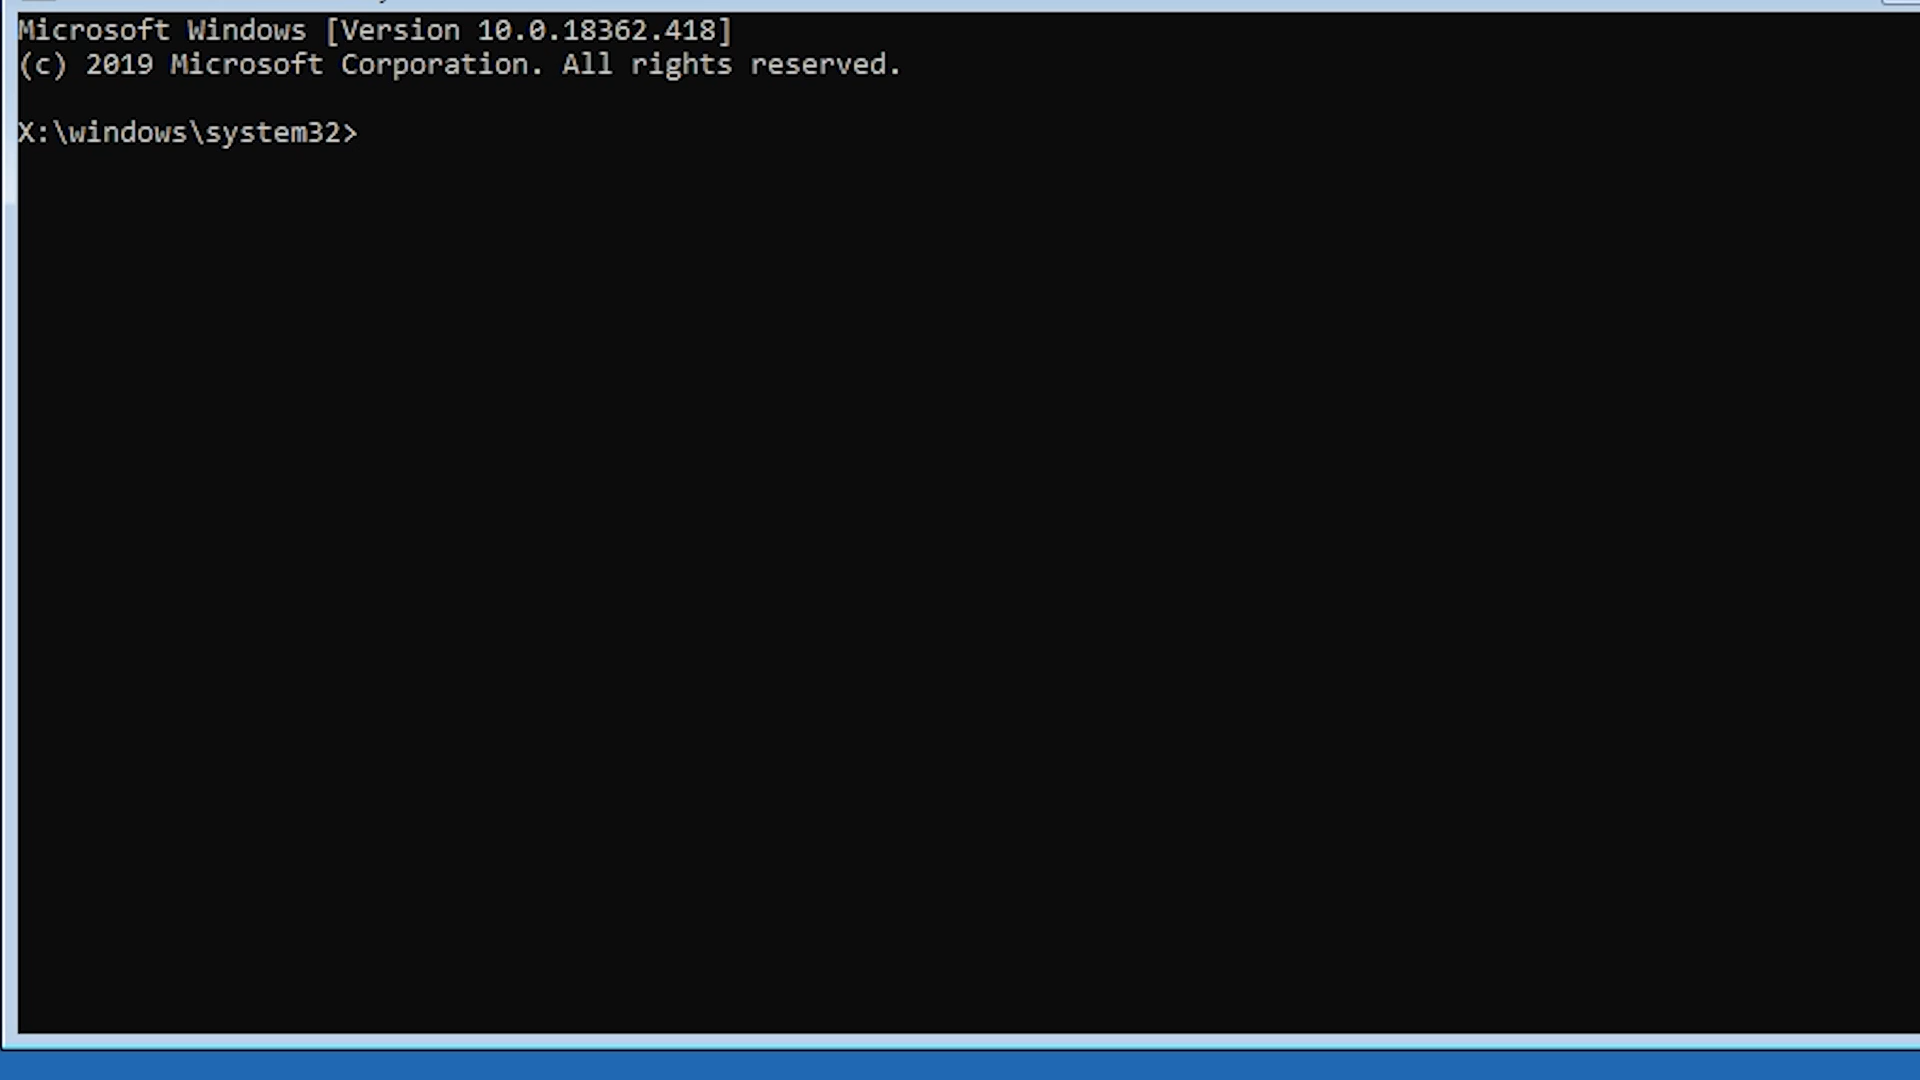 Microsoft Windows [Version 10.0.18362.418]
(c) 2019 Microsoft Corporation. All rights reserved.
X:\windows\system32>